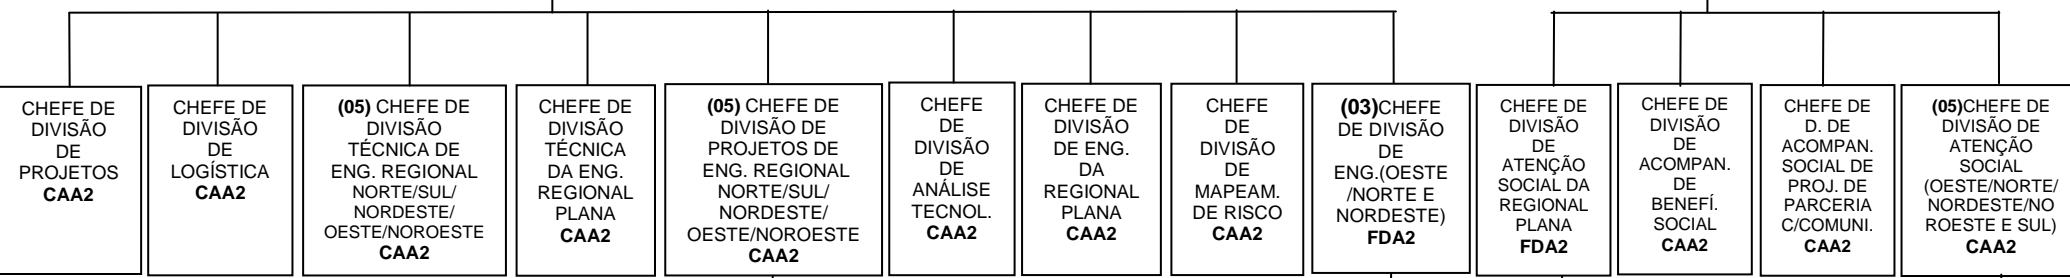 CHEFE DE
DIVISÃO
DE
PROJETOS
CAA2
CHEFE DE
DIVISÃO
DE
LOGÍSTICA
CAA2
(05) CHEFE DE
DIVISÃO
TÉCNICA DE
ENG. REGIONAL
NORTE/SUL/
NORDESTE/
OESTE/NOROESTE
CAA2
CHEFE DE
DIVISÃO
TÉCNICA
DA ENG.
REGIONAL
PLANA
CAA2
(05) CHEFE DE
DIVISÃO DE
PROJETOS DE
ENG. REGIONAL
NORTE/SUL/
NORDESTE/
OESTE/NOROESTE
CAA2
CHEFE
DE
DIVISÃO
DE
ANÁLISE
TECNOL.
CAA2
CHEFE DE
DIVISÃO
DE ENG.
DA
REGIONAL
PLANA
CAA2
CHEFE
DE
DIVISÃO
DE
MAPEAM.
DE RISCO
CAA2
(03)CHEFE
DE DIVISÃO
DE
ENG.(OESTE
/NORTE E
NORDESTE)
FDA2
CHEFE DE
DIVISÃO
DE
ATENÇÃO
SOCIAL DA
REGIONAL
PLANA
FDA2
CHEFE DE
DIVISÃO
DE
ACOMPAN.
DE
BENEFÍ.
SOCIAL
CAA2
CHEFE DE
D. DE
ACOMPAN.
SOCIAL DE
PROJ. DE
PARCERIA
C/COMUNI.
CAA2
(05)CHEFE DE
DIVISÃO DE
ATENÇÃO
SOCIAL
(OESTE/NORTE/
NORDESTE/NO
ROESTE E SUL)
CAA2